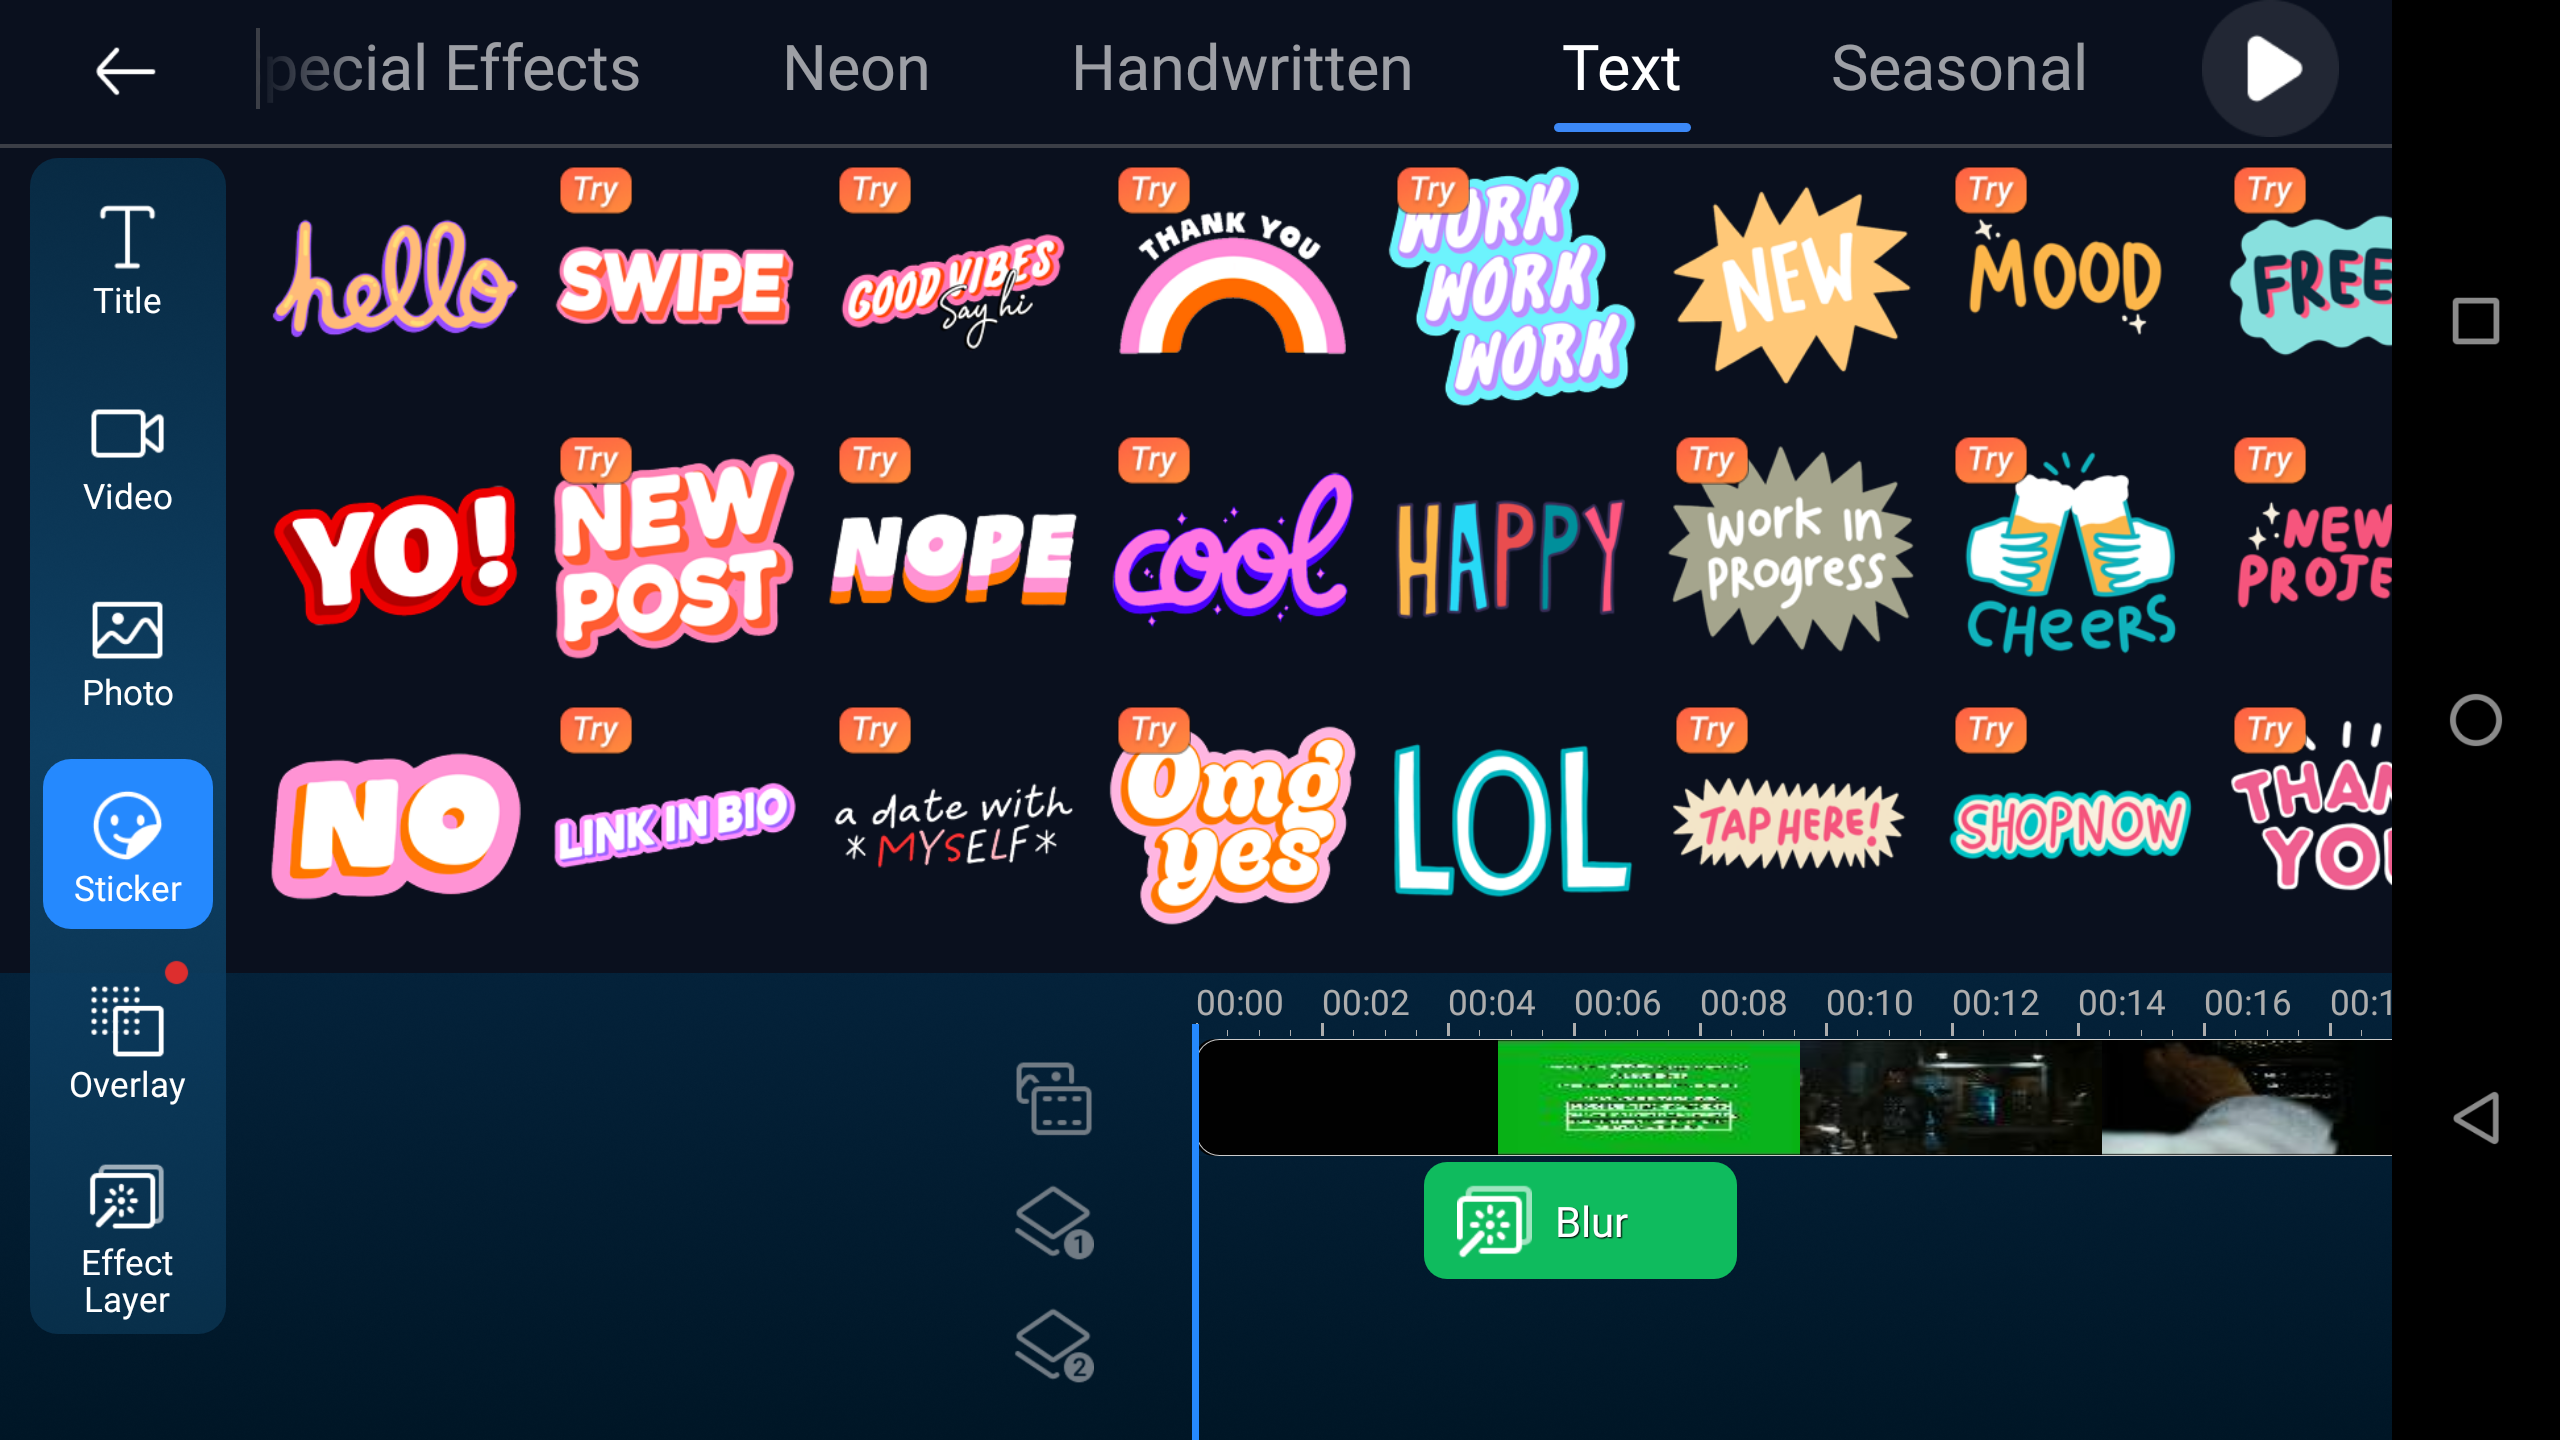 pecial Effects
Neon
Handwritten
Text
Seasonal
Title
Video
Photo
Sticker
Overlay
Effect
Layer
hello
Try
SWIPE
Try
GOOD VIBES
Say hi
Try
THANK YOU
Try
WORK
WORK
WORK
NEW
Try
MOOD
Try
FREE
YO!
Try
NEW
POST
Try
NOPE
Try
cool
HAPPY
Try
Work in
PROgress
Try
CHeeRS
Try
NEW
PROJE
NO
Try
LINK IN BIO
Try
a date with
*MYSELF*
Try
Omg
yes
LOL
Try
TAP HERE!
Try
SHOP NOW
Try
THAN
YOU
00:00
00:02
00:04
00:06
00:08
00:10
00:12
00:14
00:16
00:1
1
Blur
2